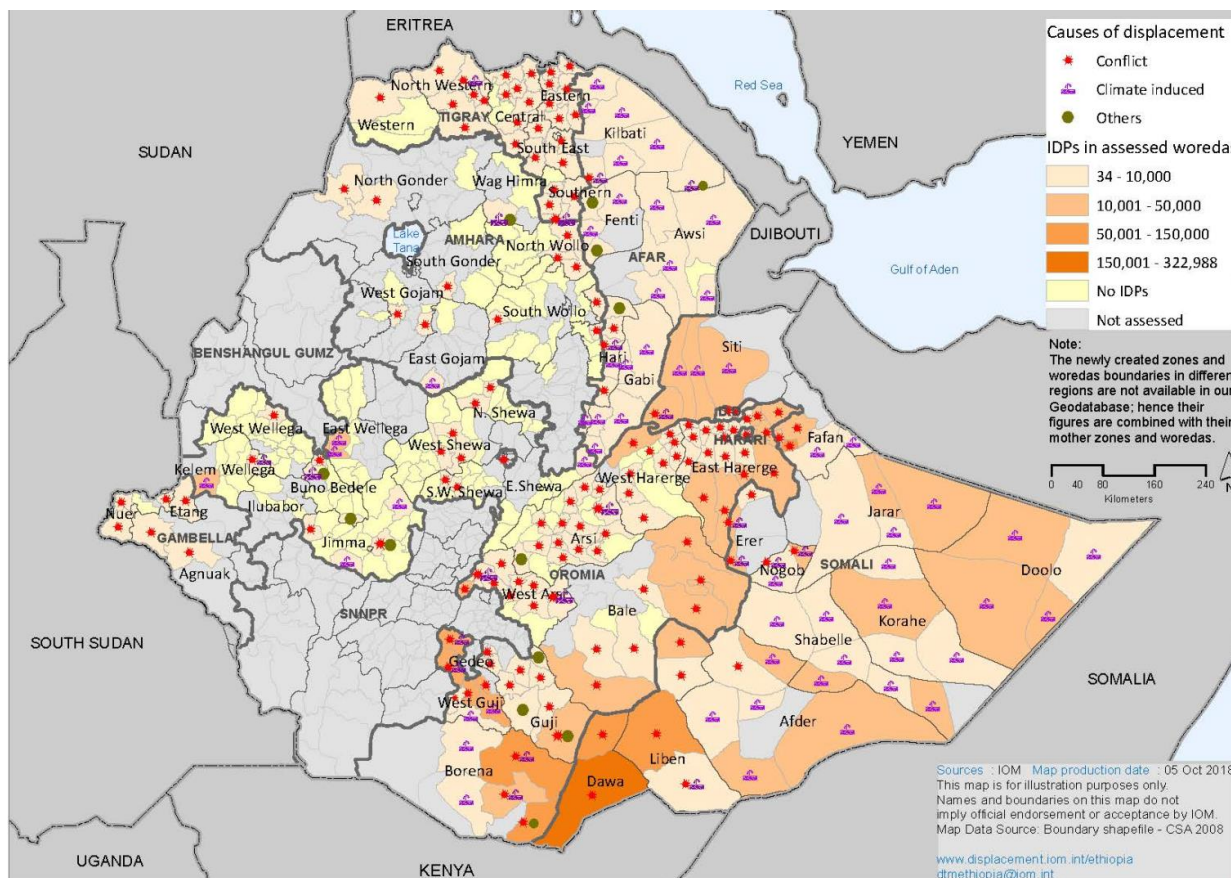 ERITREA
Red Sea
YEMEN
SUDAN
North Western
Western
TIGRAY
Central
Eastern
South East
Kilbati
North Gonder
Wag Himra
Southern
Fenti
Lake
Tana
AMHARA
North Wollo
Awsi
DJIBOUTI
South Gonder
AFAR
Gulf of Aden
West Gojam
South Wollo
BENSHANGUL GUMZ
East Gojam
Hari
Gabi
Siti
N. Shewa
West Wellega
East Wellega
West Shewa
HARARI
Fafan
Kelem Wellega
Buno Bedele
S.W. Shewa
E.Shewa
West Harerge
East Harerge
Nuer
Etang
Ilubabor
Jimma
Arsi
Erer
Jarar
GAMBELLA
Agnuak
OROMIA
Nogob
SOMALI
Doolo
SNNPR
West Arsi
Bale
Korahe
SOUTH SUDAN
Shabelle
Gedeo
SOMALIA
West Guji
Guji
Afder
Borena
Liben
Dawa
UGANDA
KENYA
Causes of displacement
Conflict
Climate induced
Others
IDPs in assessed woreda
34 - 10,000
10,001 - 50,000
50,001 - 150,000
150,001 - 322,988
No IDPs
Not assessed
Note:
The newly created zones and
woredas boundaries in differen
regions are not available in our
Geodatabase; hence their
figures are combined with their
mother zones and woredas.
0 40 80 160 240
Kilometers
N
Sources : IOM Map production date : 05 Oct 2018
This map is for illustration purposes only.
Names and boundaries on this map do not
imply official endorsement or acceptance by IOM.
Map Data Source: Boundary shapefile - CSA 2008
www.displacement.iom.int/ethiopia
dtmethiopia@iom.int